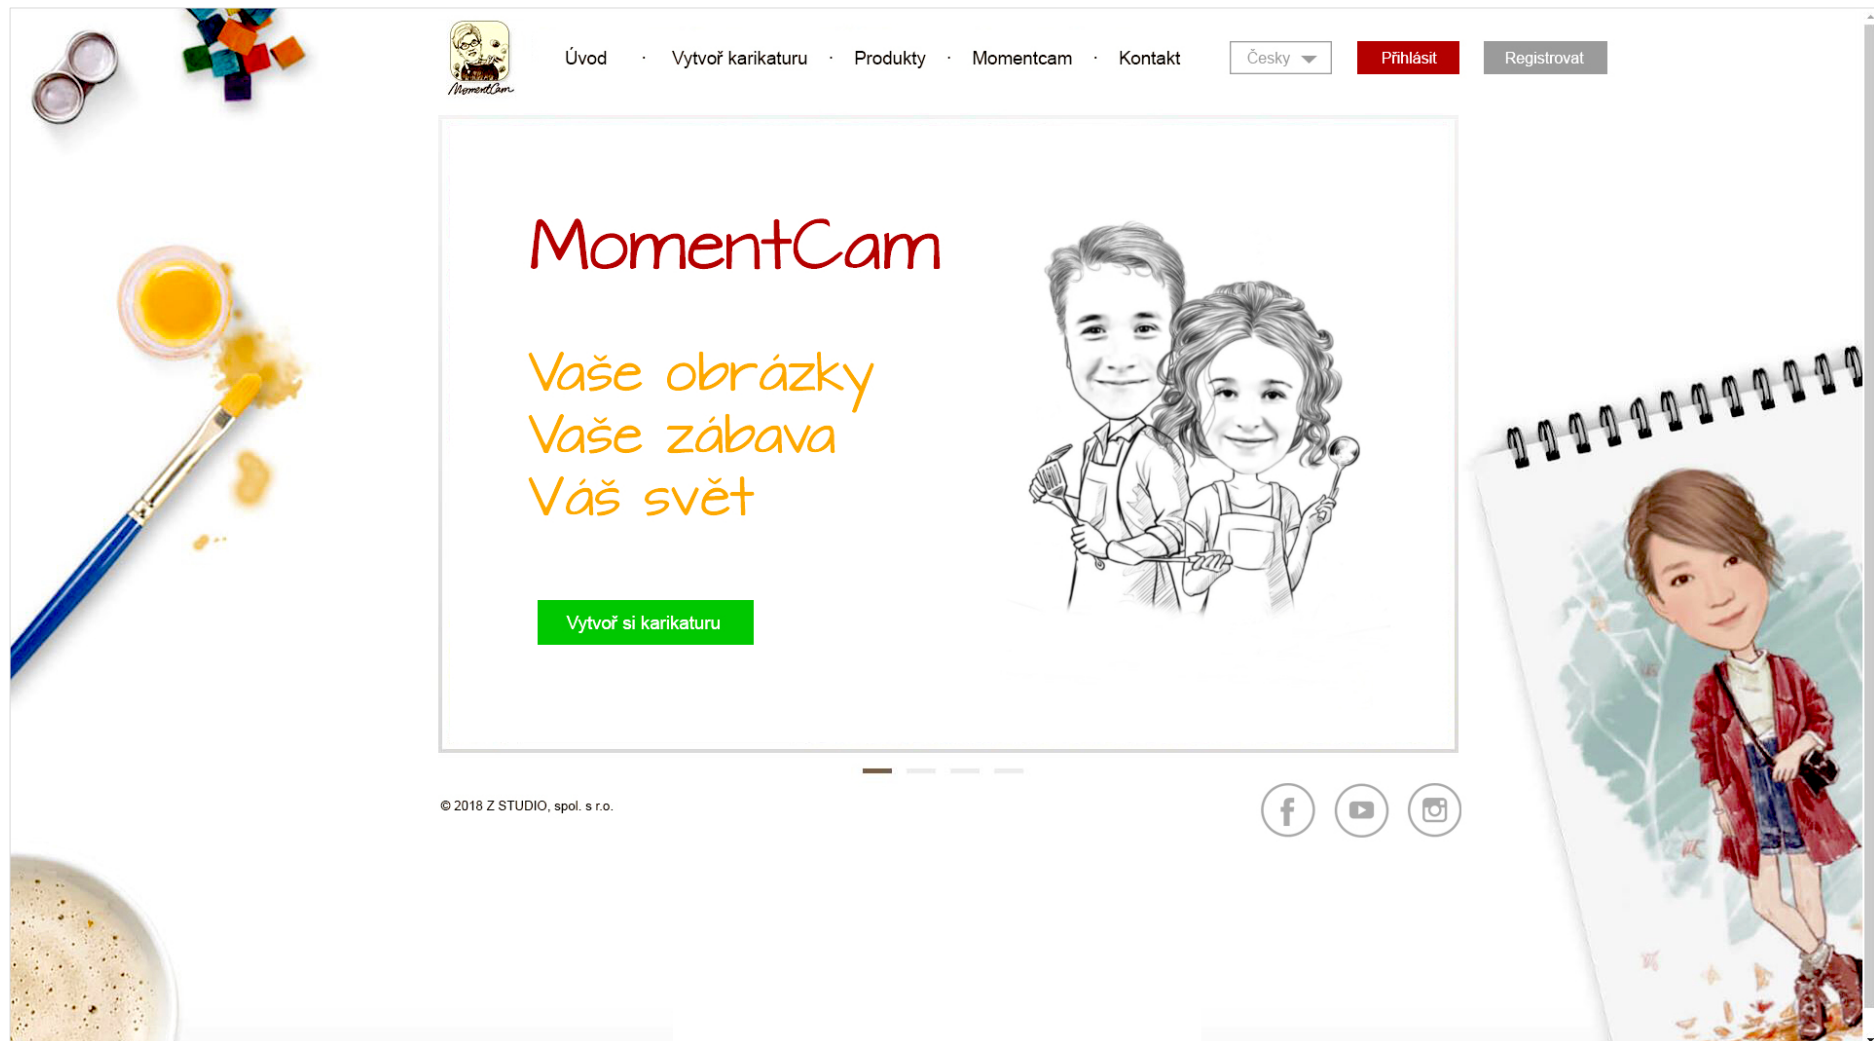 MomentCam
Úvod · Vytvoř karikaturu · Produkty · Momentcam · Kontakt
Česky
Přihlásit
Registrovat
MomentCam
Vaše obrázky
Vaše zábava
Váš svět
Vytvoř si karikaturu
© 2018 Z STUDIO, spol. s r.o.